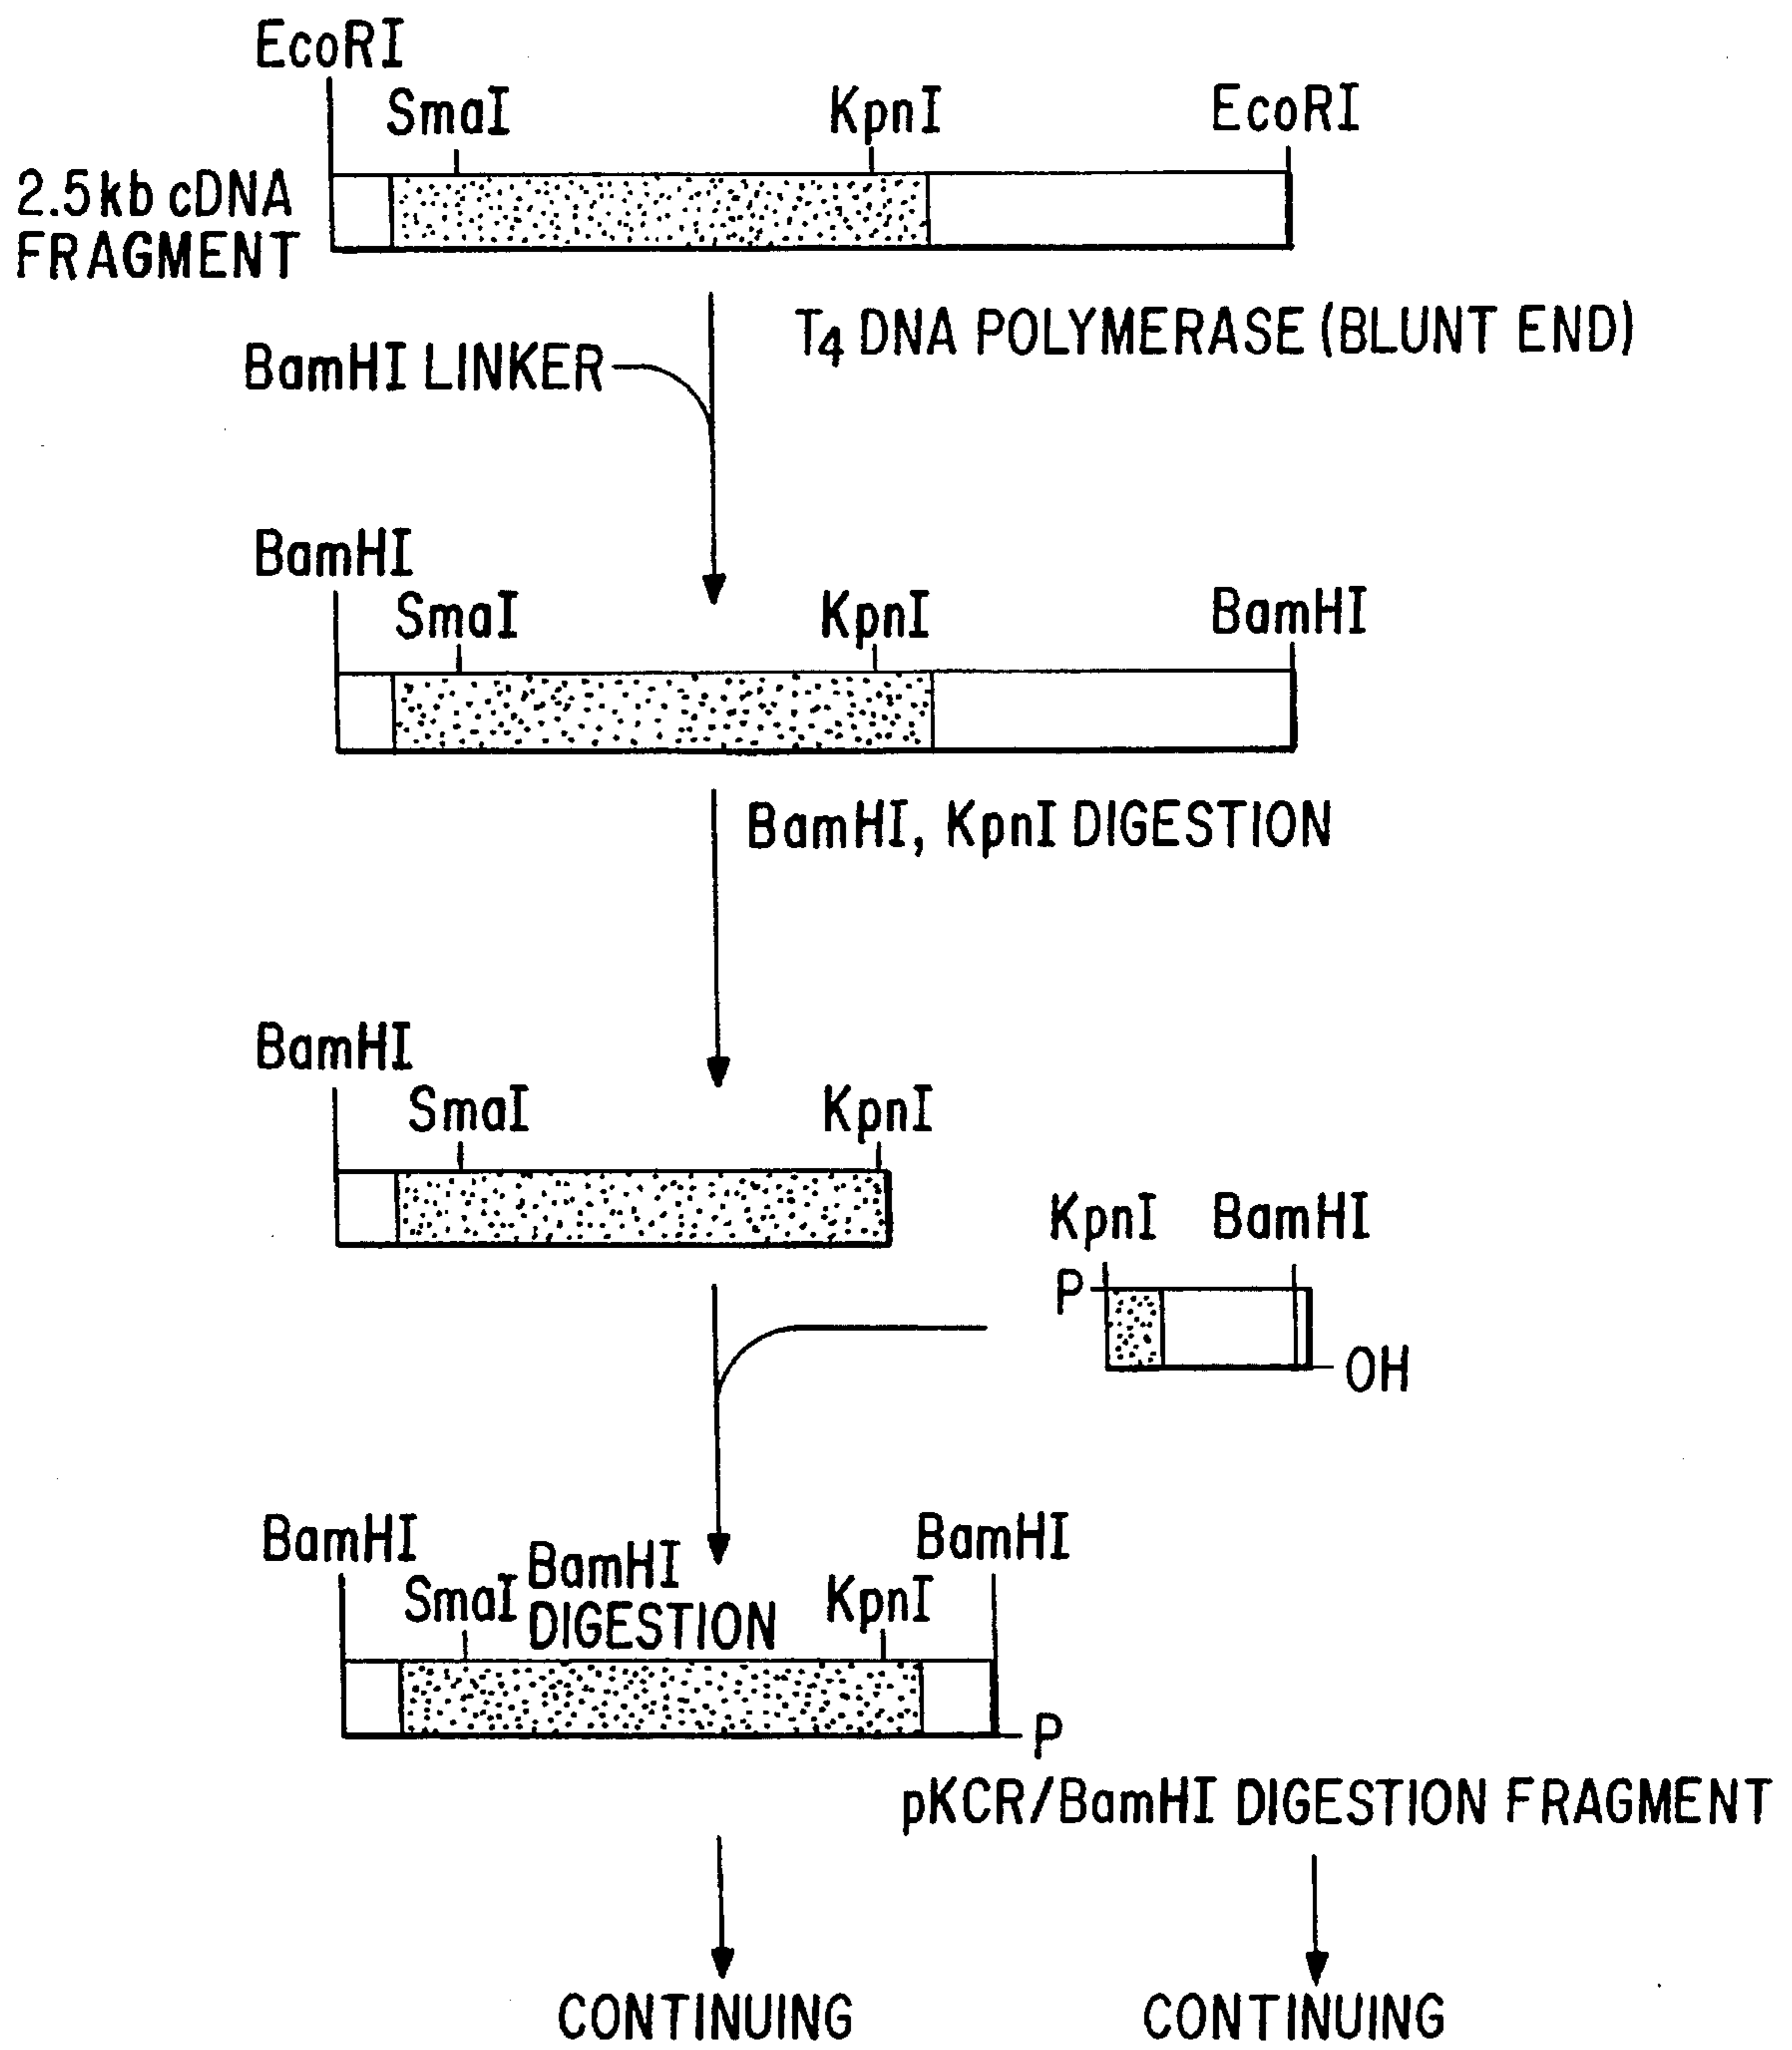 EcoRI
SmaI
KpnI
EcoRI
2.5kb cDNA
FRAGMENT
T4 DNA POLYMERASE (BLUNT END)
BamHI LINKER
BamHI
SmaI
KpnI
BamHI
BamHI, KpnI DIGESTION
BamHI
SmaI
KpnI
KpnI
BamHI
P
OH
BamHI
BamHI
SmaI
BamHI
DIGESTION
KpnI
P
pKCR/BamHI DIGESTION FRAGMENT
CONTINUING
CONTINUING